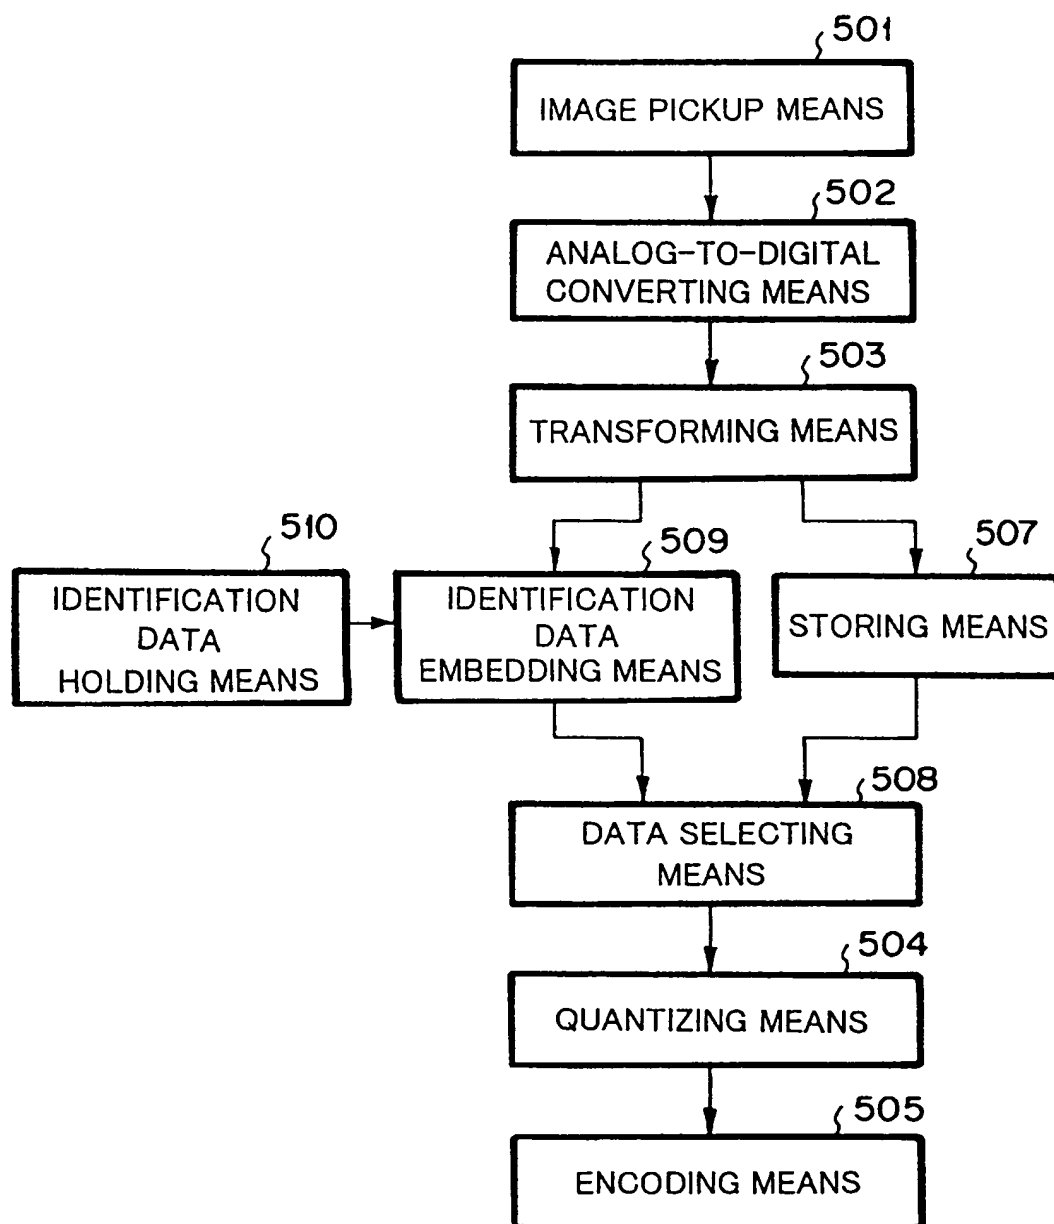 501
IMAGE PICKUP MEANS
502
ANALOG-TO-DIGITAL
CONVERTING MEANS
503
TRANSFORMING MEANS
510
IDENTIFICATION
DATA
HOLDING MEANS
509
IDENTIFICATION
DATA
EMBEDDING MEANS
507
STORING MEANS
508
DATA SELECTING
MEANS
504
QUANTIZING MEANS
505
ENCODING MEANS